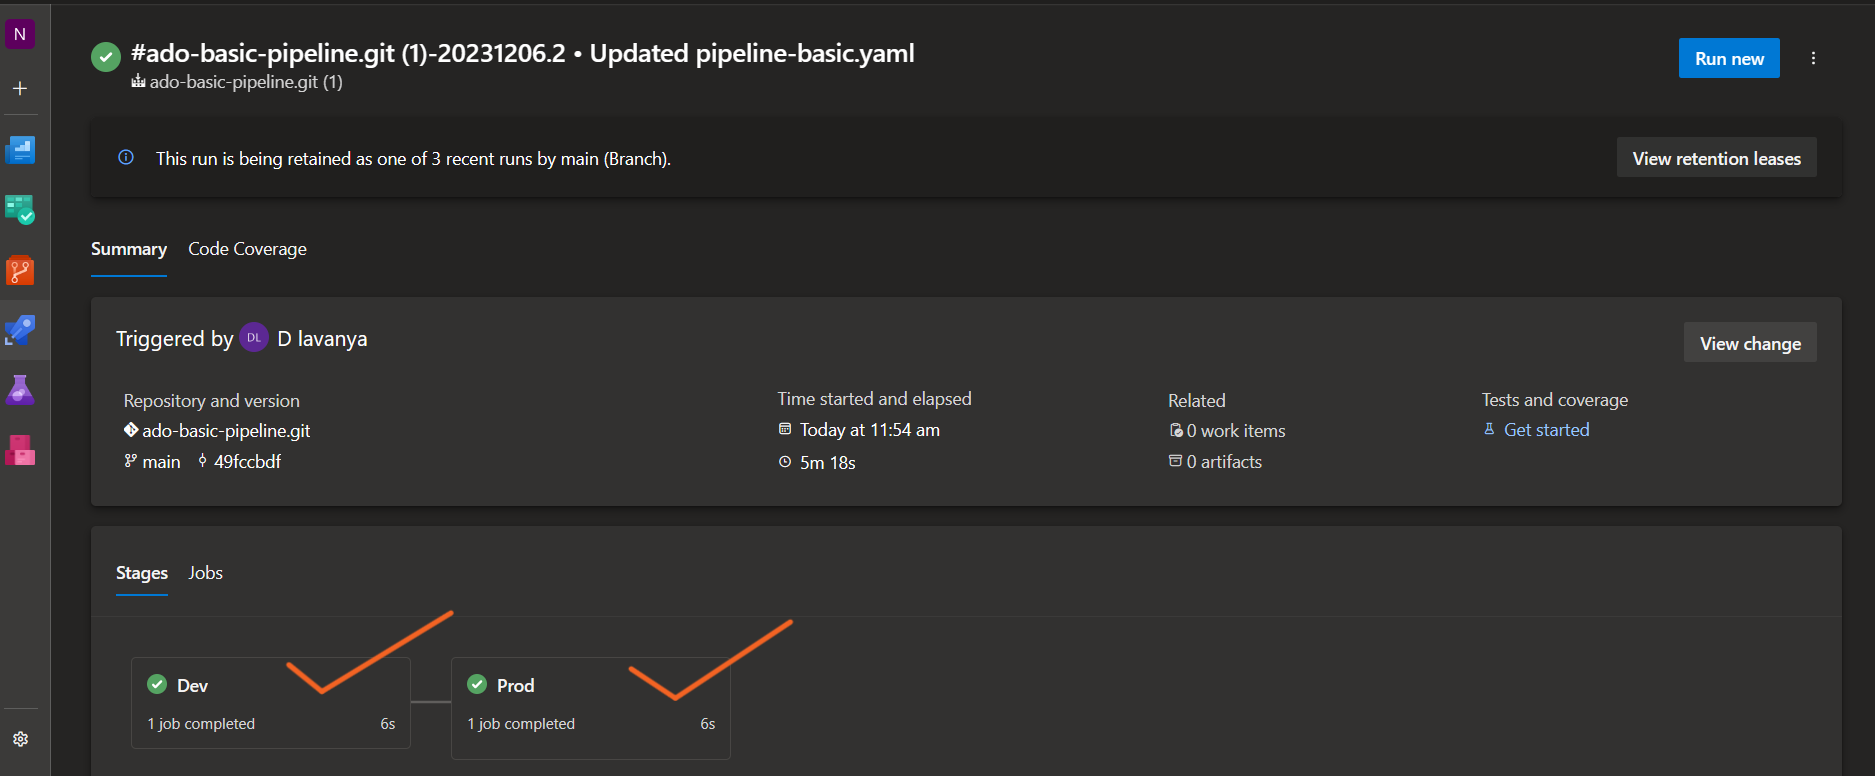 N
#ado-basic-pipeline.git (1)-20231206.2 • Updated pipeline-basic.yaml
ado-basic-pipeline.git (1)
Run new
This run is being retained as one of 3 recent runs by main (Branch).
View retention leases
Summary
Code Coverage
Triggered by DL D lavanya
View change
Repository and version
ado-basic-pipeline.git
main 49fccbdf
Time started and elapsed
Today at 11:54 am
5m 18s
Related
0 work items
0 artifacts
Tests and coverage
Get started
Stages
Jobs
Dev
1 job completed 6s
Prod
1 job completed 6s